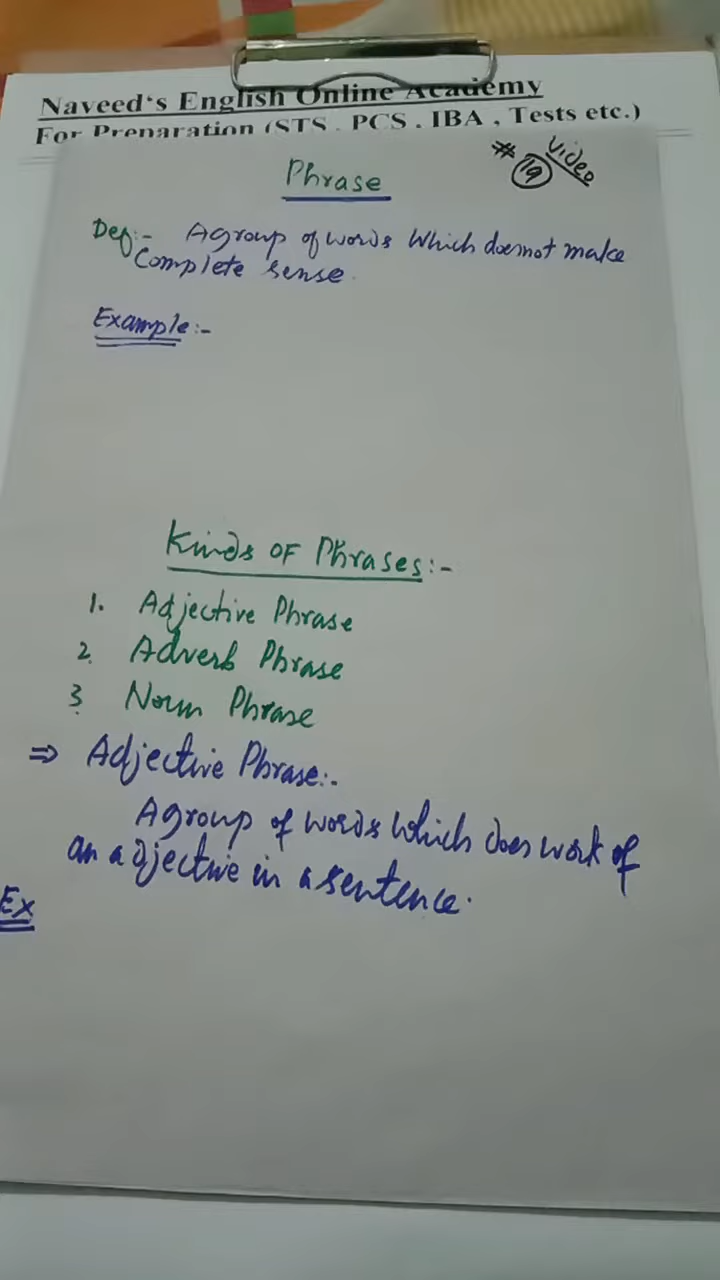 Naveed's English Online Academy
For Preparation (STS , PCS , IBA , Tests etc.)
# 19 Video
Phrase
Def:- A group of words which does not make
Complete sense.
Example:-
Kinds OF Phrases:-
1. Adjective Phrase
2. Adverb Phrase
3. Noun Phrase
⇒ Adjective Phrase:-
A group of words which does work of
an adjective in a sentence.
Ex